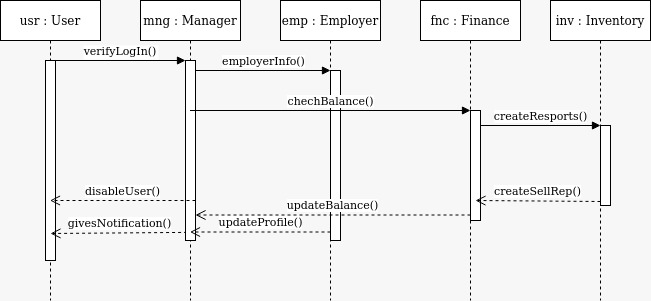 usr : User
mng : Manager
emp : Employer
fnc : Finance
inv : Inventory
verifyLogIn()
employerInfo()
chechBalance()
createResports()
disableUser()
createSellRep()
updateBalance()
givesNotification()
updateProfile()